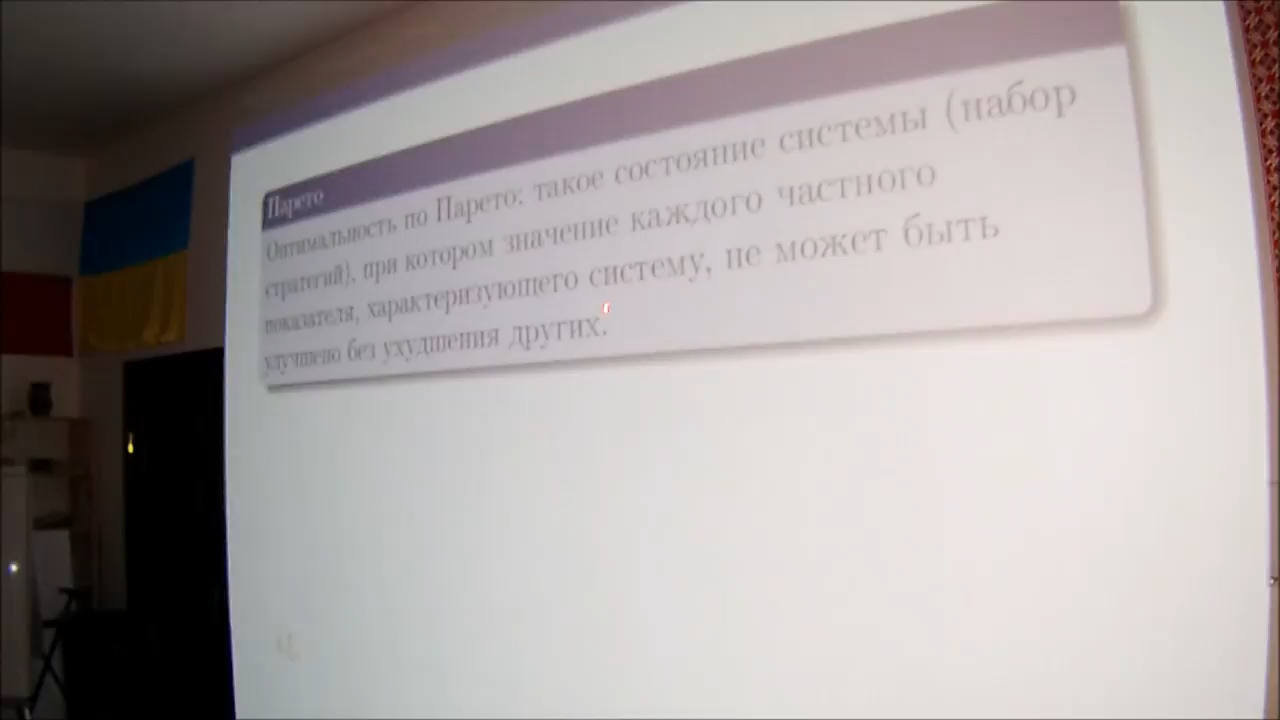 Парето
Оптимальность по Парето: такое состояние системы (набор
стратегий), при котором значение каждого частного
показателя, характеризующего систему, не может быть
улучшено без ухудшения других.